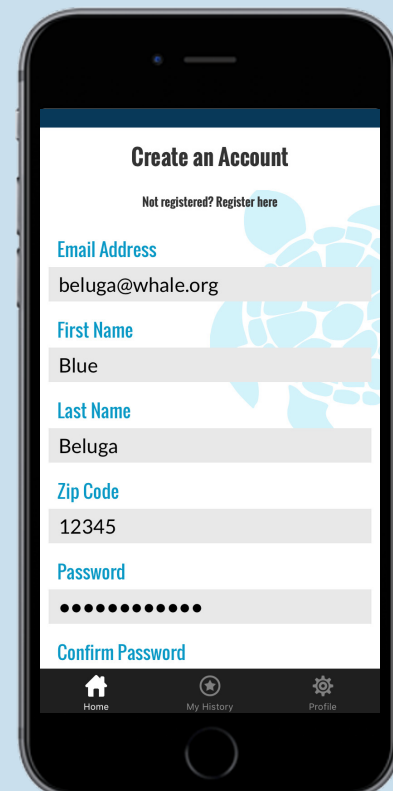 Create an Account
Not registered? Register here
Email Address
beluga@whale.org
First Name
Blue
Last Name
Beluga
Zip Code
12345
Password
●●●●●●●●●●●●
Confirm Password
Home My History Profile